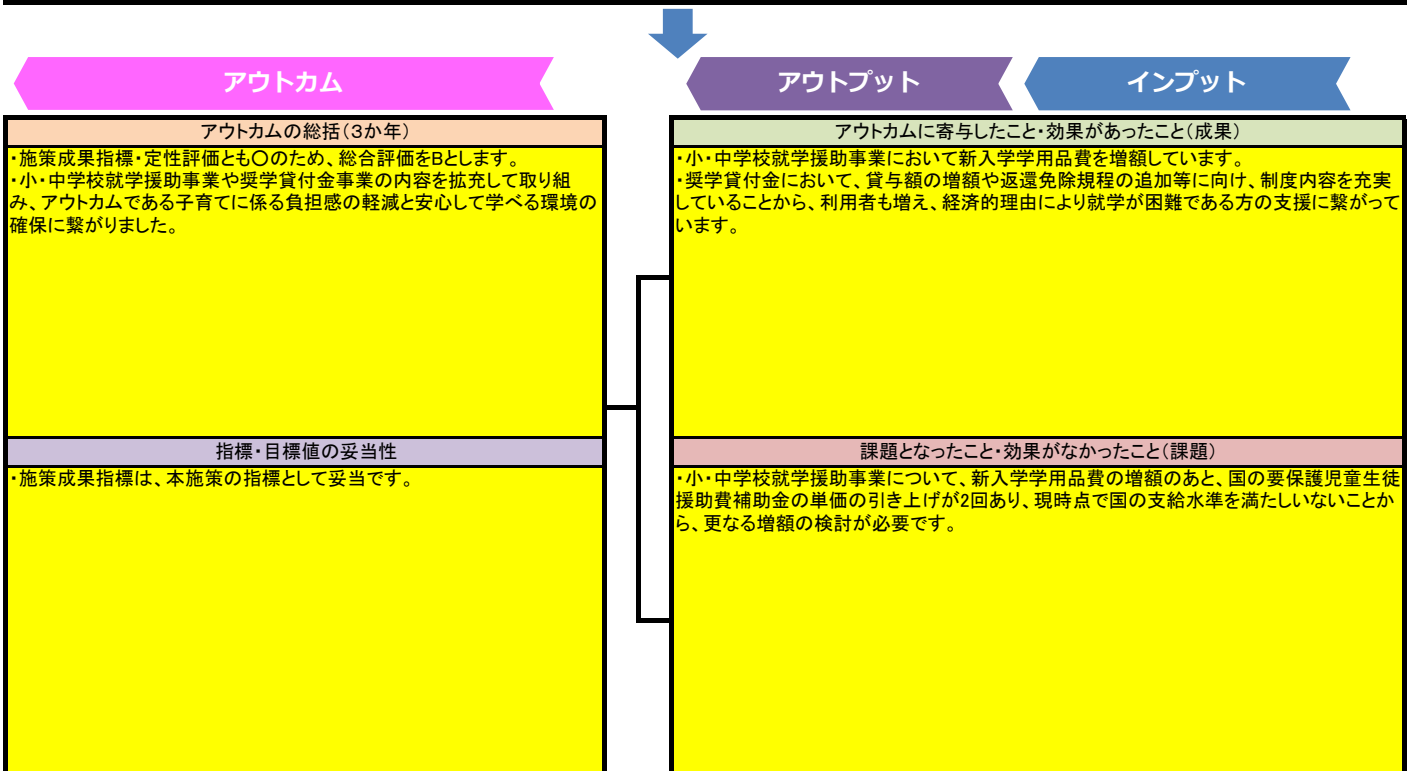 アウトカム
アウトプット
インプット
アウトカムの総括(3か年)
・施策成果指標・定性評価とも〇のため、総合評価をBとします。
・小・中学校就学援助事業や奨学貸付金事業の内容を拡充して取り組
み、アウトカムである子育てに係る負担感の軽減と安心して学べる環境の
確保に繋がりました。
指標・目標値の妥当性
・施策成果指標は、本施策の指標として妥当です。
アウトカムに寄与したこと・効果があったこと(成果)
・小・中学校就学援助事業において新入学学用品費を増額しています。
・奨学貸付金において、貸与額の増額や返還免除規程の追加等に向け、制度内容を充実
していることから、利用者も増え、経済的理由により就学が困難である方の支援に繋がって
います。
課題となったこと・効果がなかったこと(課題)
・小・中学校就学援助事業について、新入学学用品費の増額のあと、国の要保護児童生徒
援助費補助金の単価の引き上げが2回あり、現時点で国の支給水準を満たしいないことか
ら、更なる増額の検討が必要です。